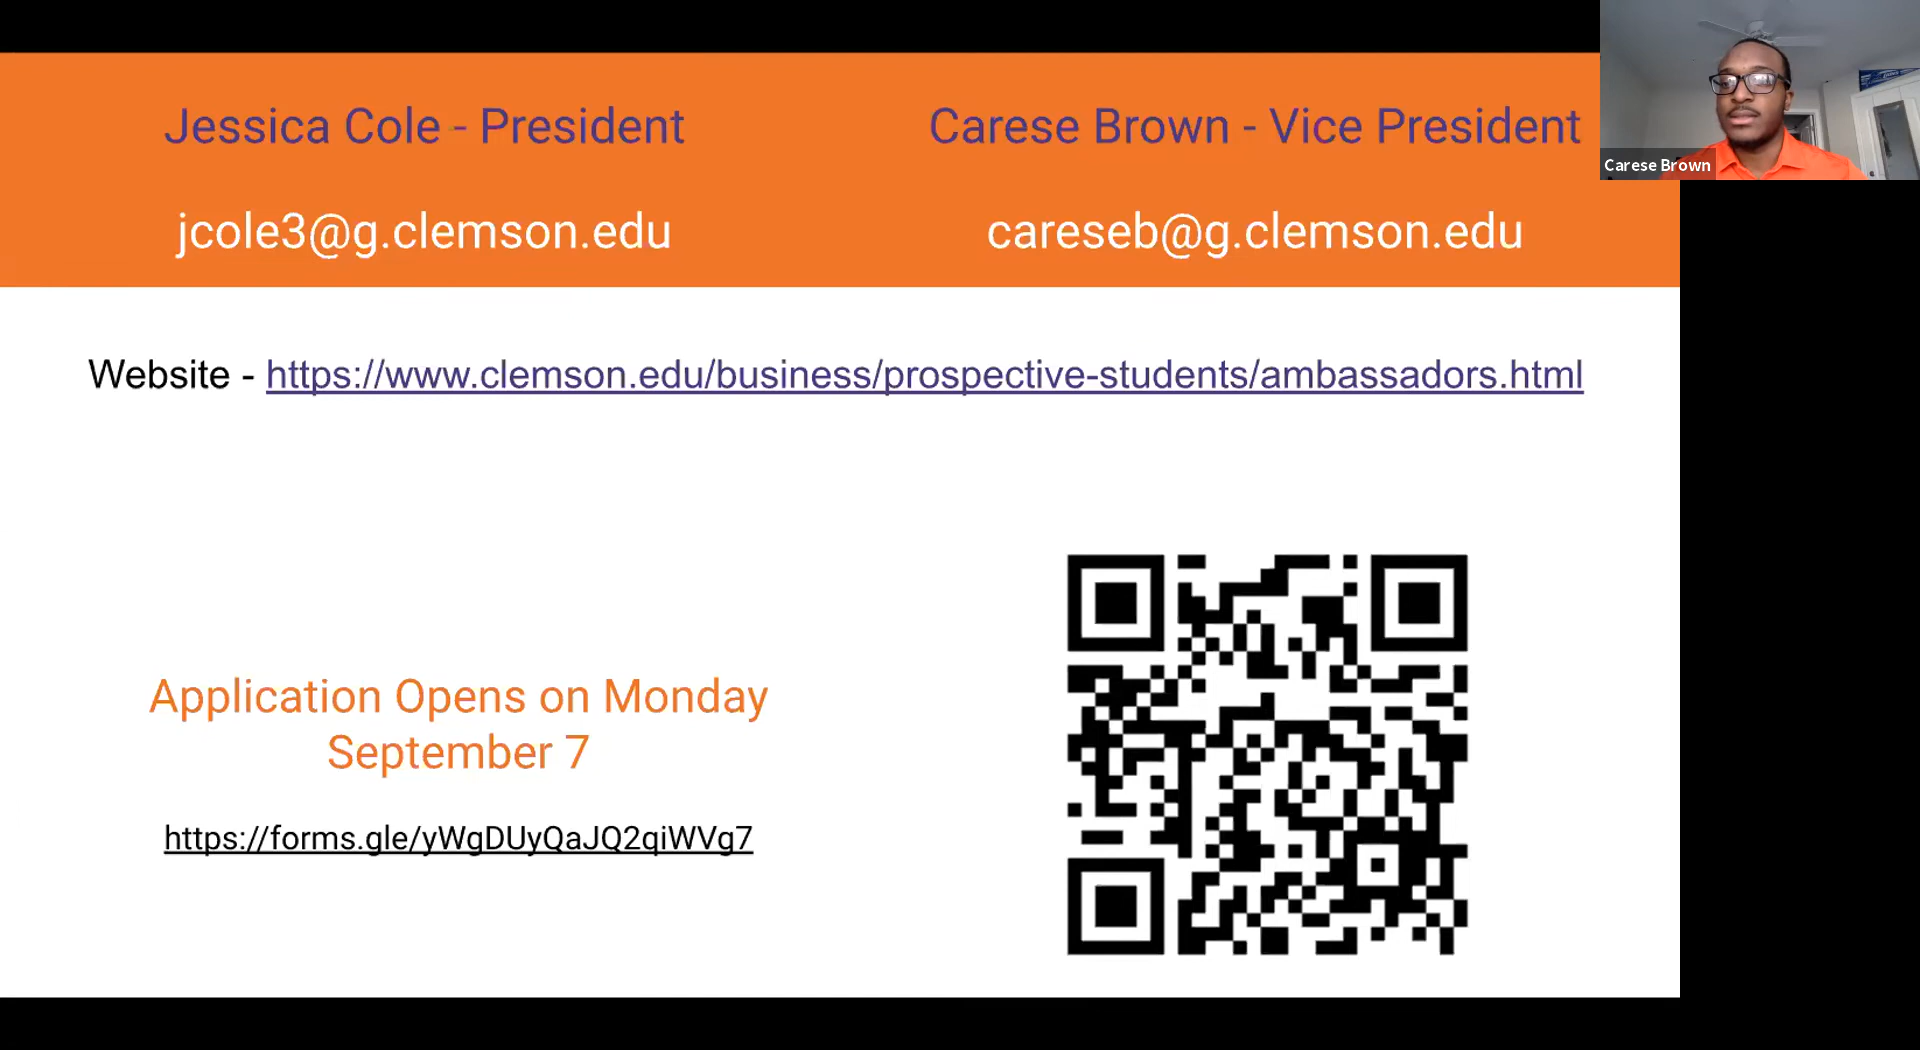 Jessica Cole - President
Carese Brown - Vice President
Carese Brown
jcole3@g.clemson.edu
careseb@g.clemson.edu
Website - https://www.clemson.edu/business/prospective-students/ambassadors.html
Application Opens on Monday
September 7
https://forms.gle/yWgDUyQaJQ2qiWVg7